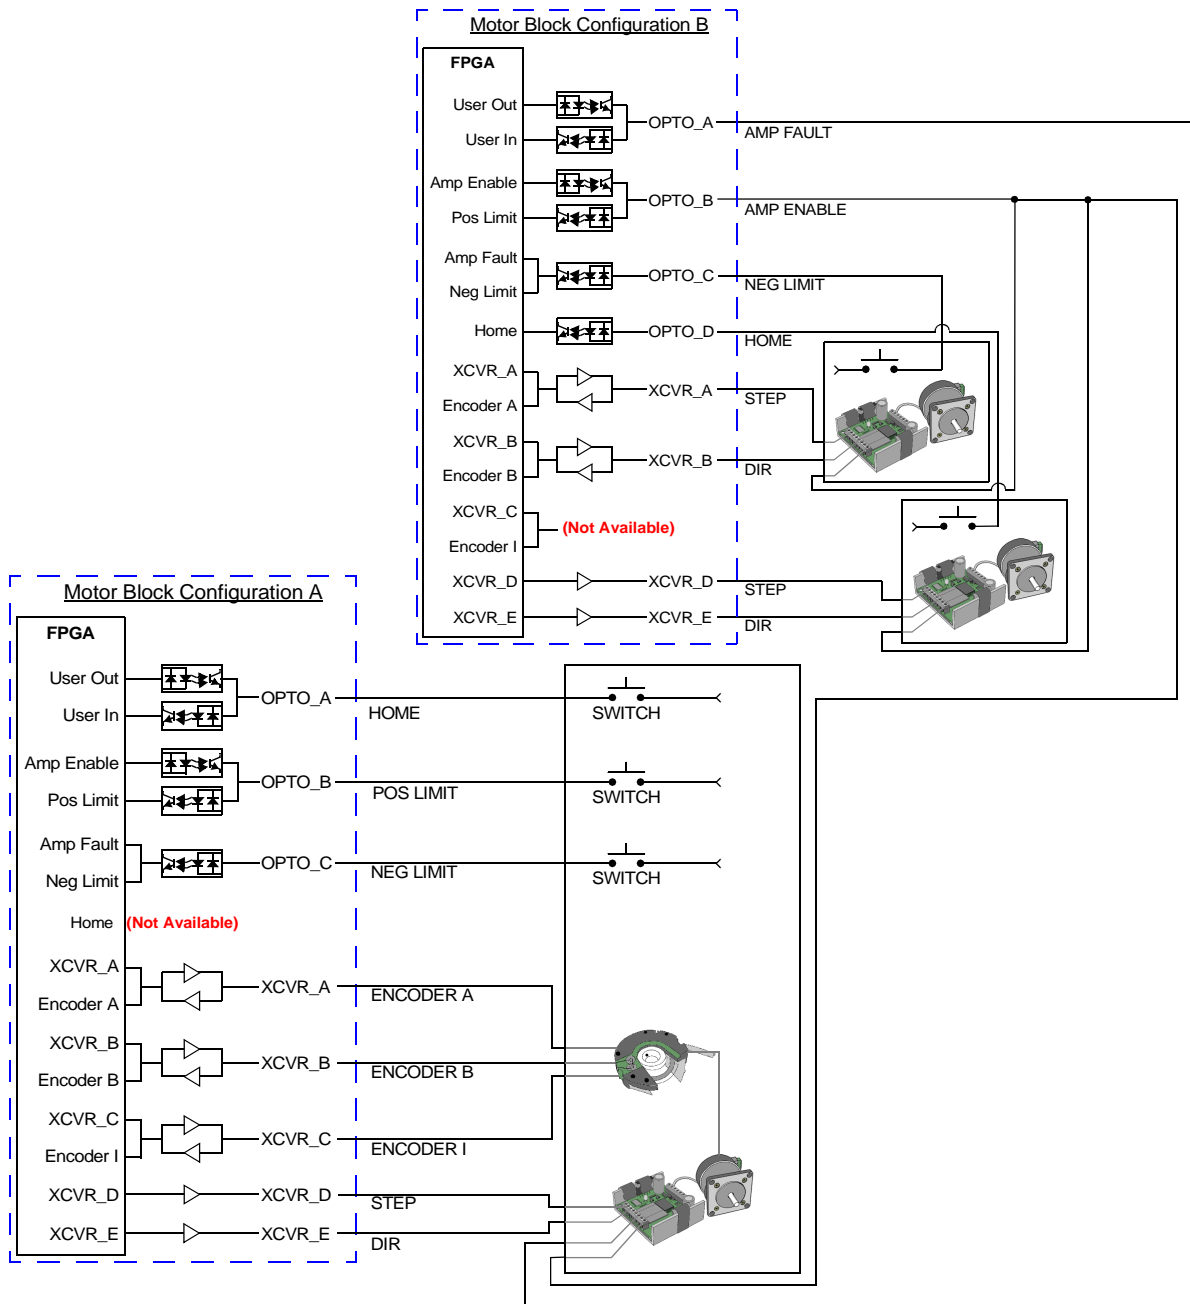 Motor Block Configuration B
FPGA
User Out
User In
OPTO_A
AMP FAULT
Amp Enable
Pos Limit
OPTO_B
AMP ENABLE
Amp Fault
Neg Limit
OPTO_C
NEG LIMIT
Home
OPTO_D
HOME
XCVR_A
Encoder A
XCVR_A
STEP
XCVR_B
Encoder B
XCVR_B
DIR
XCVR_C
Encoder I
(Not Available)
XCVR_D
XCVR_D
STEP
XCVR_E
XCVR_E
DIR
Motor Block Configuration A
FPGA
User Out
User In
OPTO_A
HOME
SWITCH
Amp Enable
Pos Limit
OPTO_B
POS LIMIT
SWITCH
Amp Fault
Neg Limit
OPTO_C
NEG LIMIT
SWITCH
Home
(Not Available)
XCVR_A
Encoder A
XCVR_A
ENCODER A
XCVR_B
Encoder B
XCVR_B
ENCODER B
XCVR_C
Encoder I
XCVR_C
ENCODER I
XCVR_D
XCVR_D
STEP
XCVR_E
XCVR_E
DIR